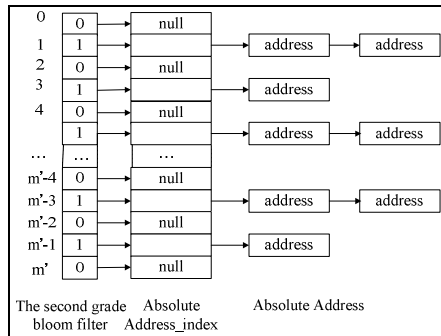 0 0 null
1 1 address address
2 0 null
3 1 address
4 0 null
1 address address
... ... ...
m'-4 0 null
m'-3 1 address address
m'-2 0 null
m'-1 1 address
m' 0 null
The second grade bloom filter
Absolute Address_index
Absolute Address